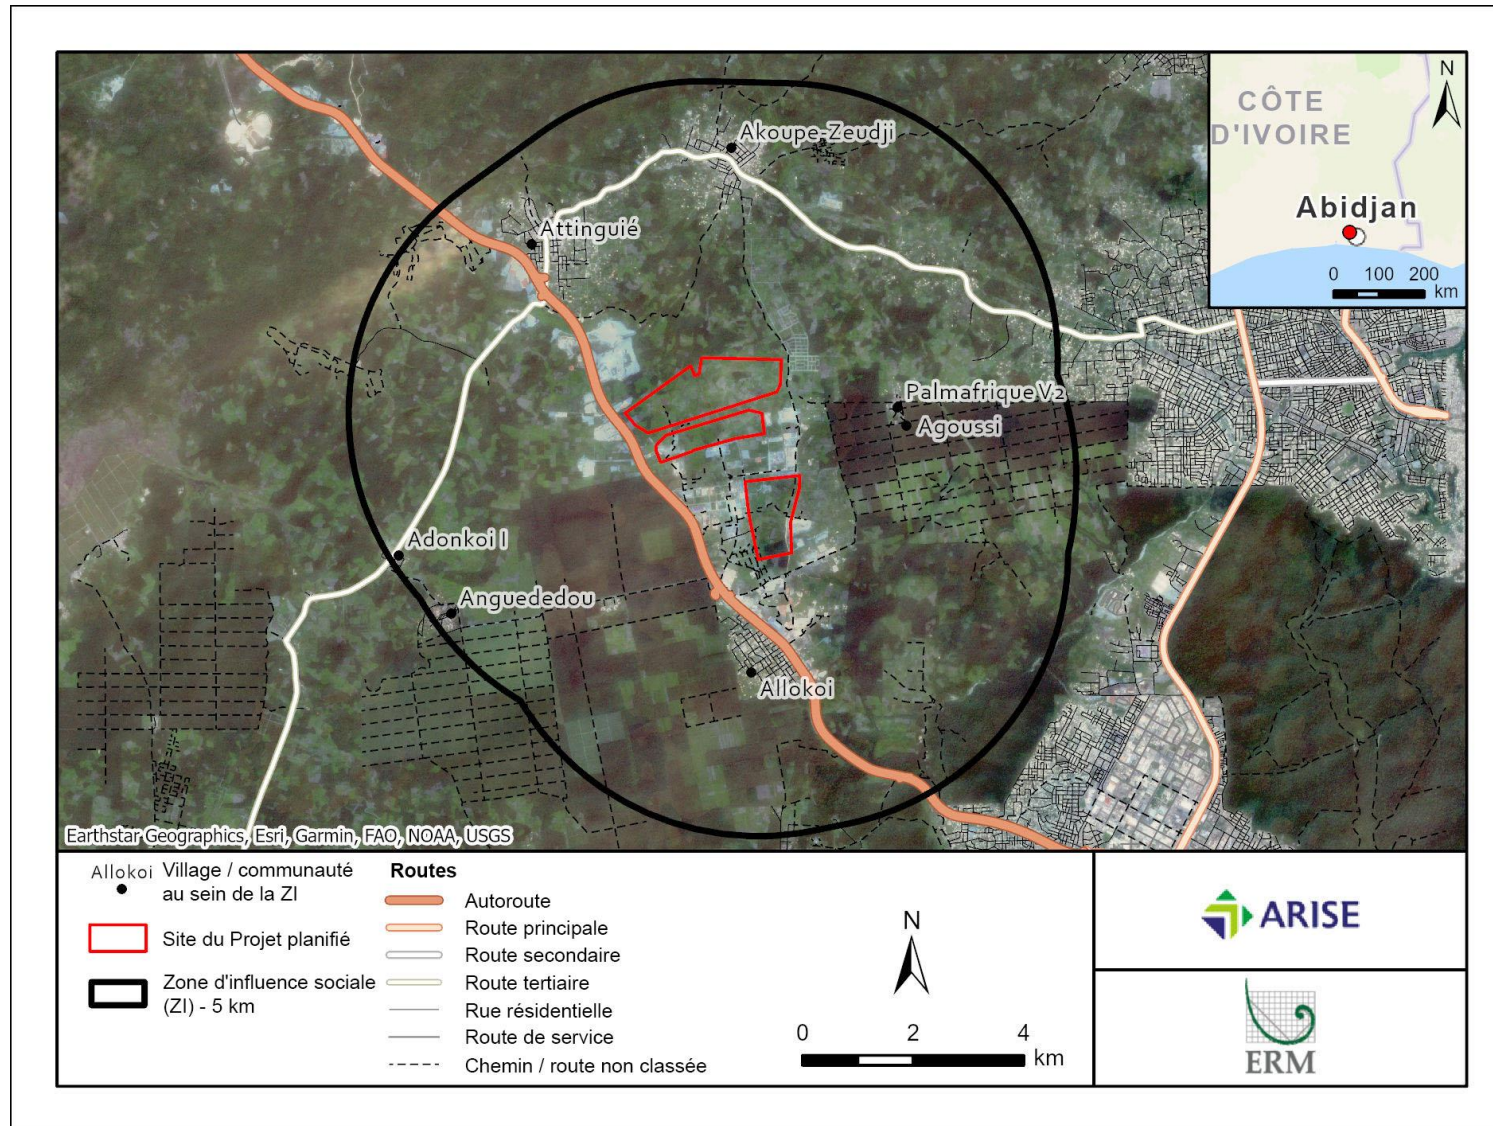 CÔTE
D'IVOIRE
N
Abidjan
0 100 200
km
Akoupe-Zeudji
Attinguié
Palmafrique V2
Agoussi
Adonkoi I
Anguededou
Allokoi
Earthstar Geographics, Esri, Garmin, FAO, NOAA, USGS
Allokoi
Village / communauté
au sein de la ZI
Site du Projet planifié
Zone d'influence sociale
(ZI) - 5 km
Routes
Autoroute
Route principale
Route secondaire
Route tertiaire
Rue résidentielle
Route de service
Chemin / route non classée
N
0 2 4
km
ARISE
ERM